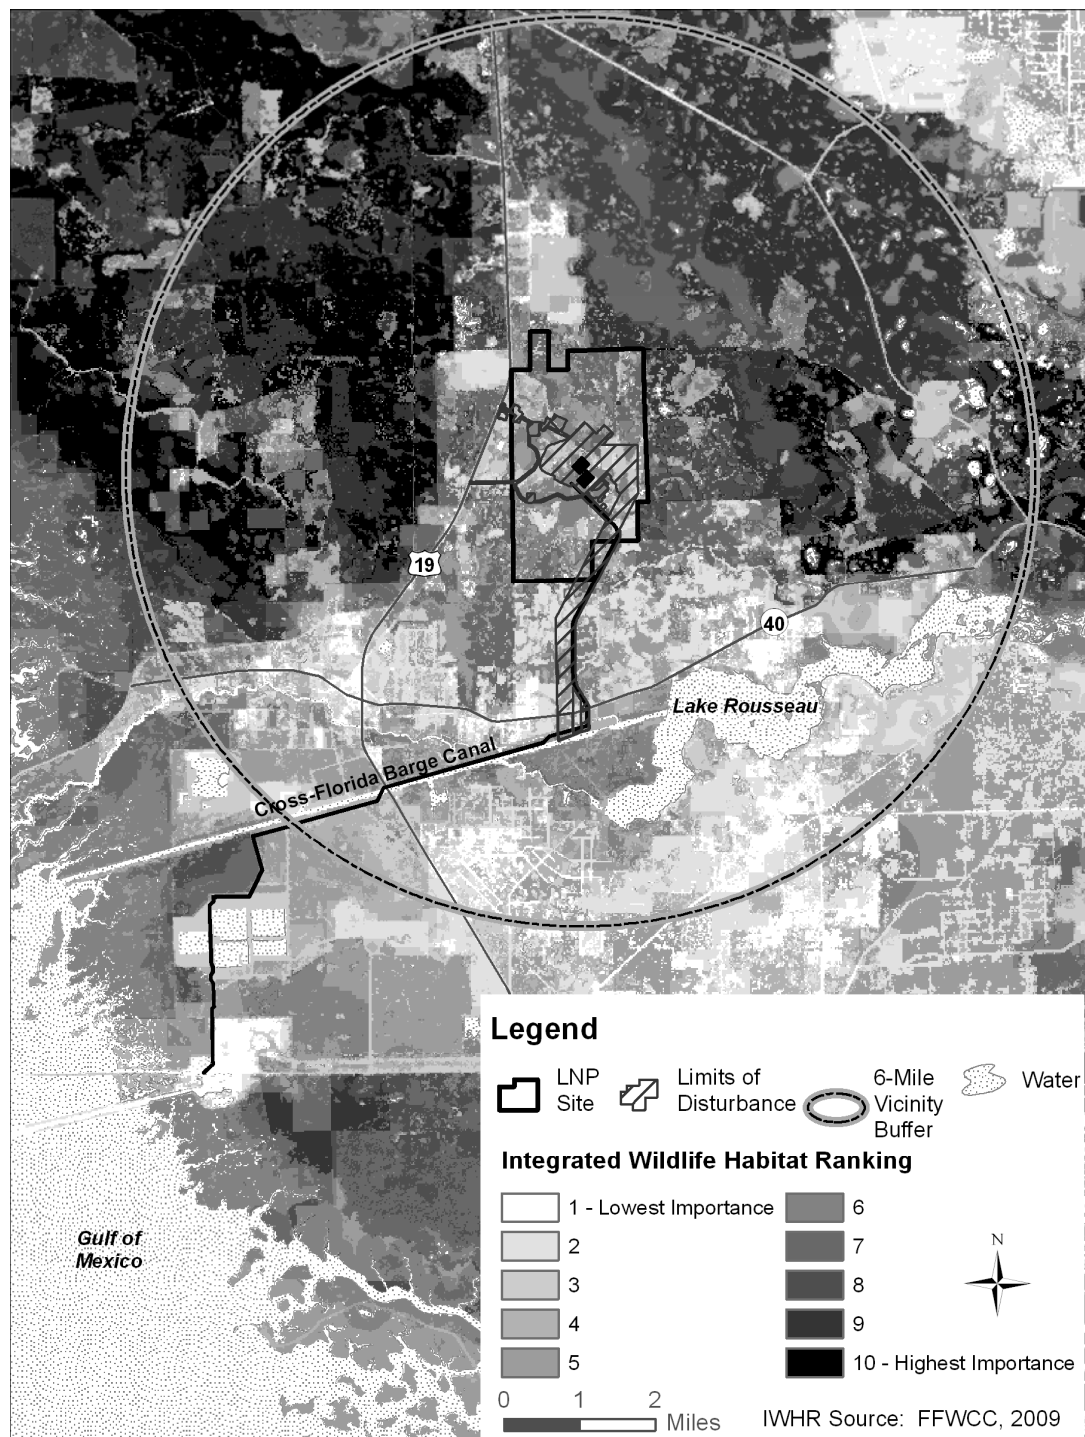 19
40
Lake Rousseau
Cross-Florida Barge Canal
Gulf of
Mexico
Legend
LNP
Site
Limits of
Disturbance
6-Mile
Vicinity
Buffer
Water
Integrated Wildlife Habitat Ranking
1 - Lowest Importance
2
3
4
5
6
7
8
9
10 - Highest Importance
N
0 1 2
Miles
IWHR Source: FFWCC, 2009